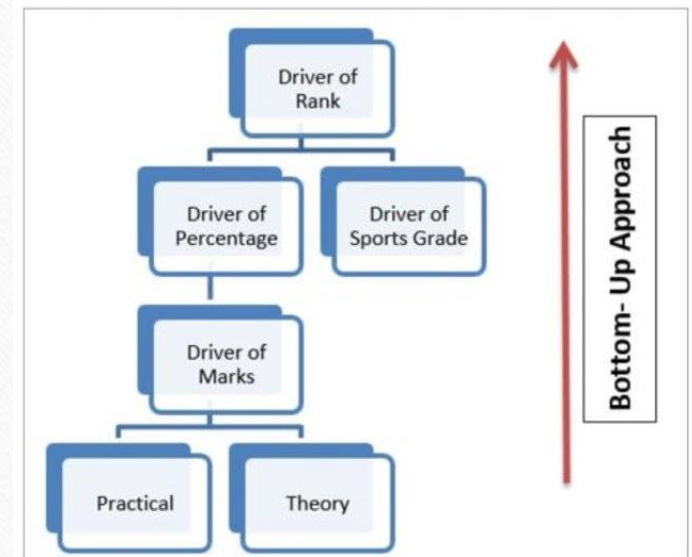 Driver of
Rank
Driver of
Percentage
Driver of
Sports Grade
Driver of
Marks
Practical
Theory
Bottom- Up Approach